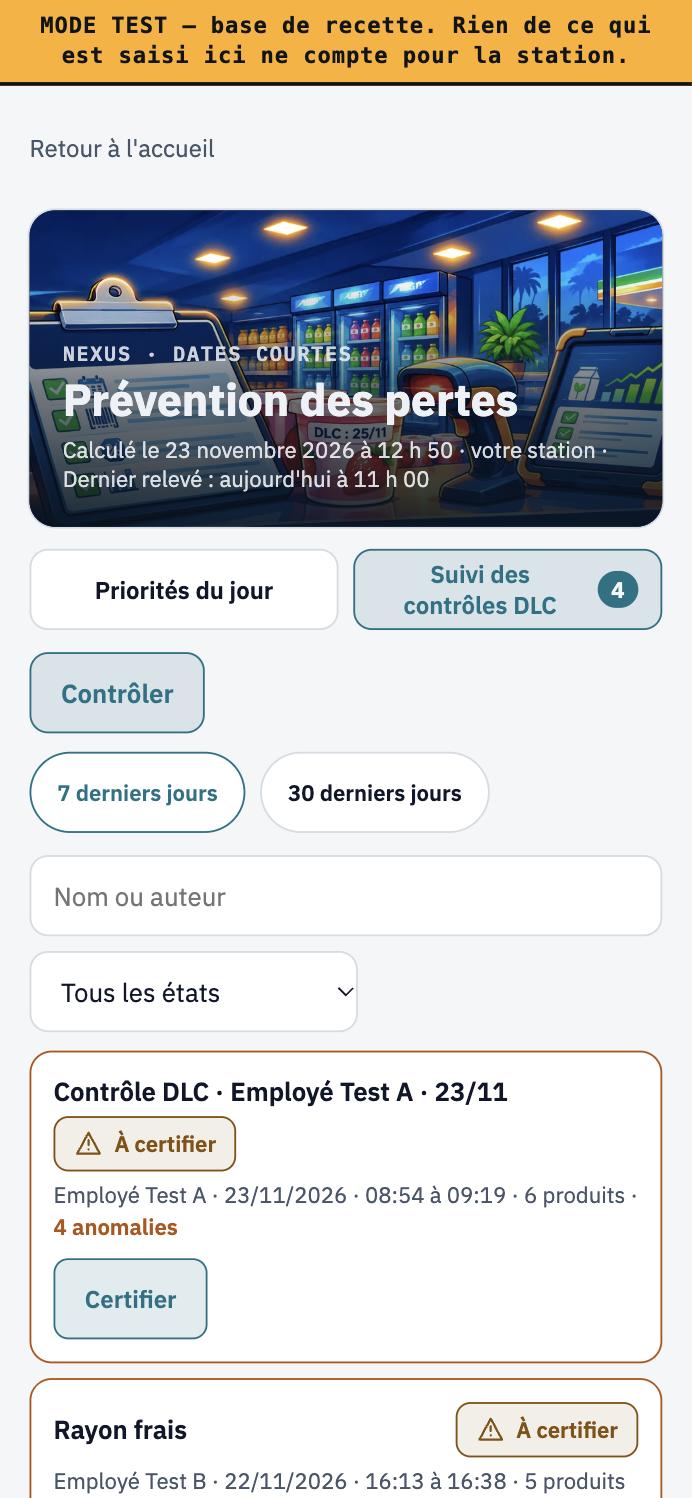 MODE TEST — base de recette. Rien de ce qui
est saisi ici ne compte pour la station.
Retour à l'accueil
NEXUS · DATES COURTES
Prévention des pertes
DLC : 25/11
Calculé le 23 novembre 2026 à 12 h 50 · votre station ·
Dernier relevé : aujourd'hui à 11 h 00
Priorités du jour
Suivi des
contrôles DLC
4
Contrôler
7 derniers jours
30 derniers jours
Nom ou auteur
Tous les états
Contrôle DLC · Employé Test A · 23/11
À certifier
Employé Test A · 23/11/2026 · 08:54 à 09:19 · 6 produits ·
4 anomalies
Certifier
Rayon frais
À certifier
Employé Test B · 22/11/2026 · 16:13 à 16:38 · 5 produits